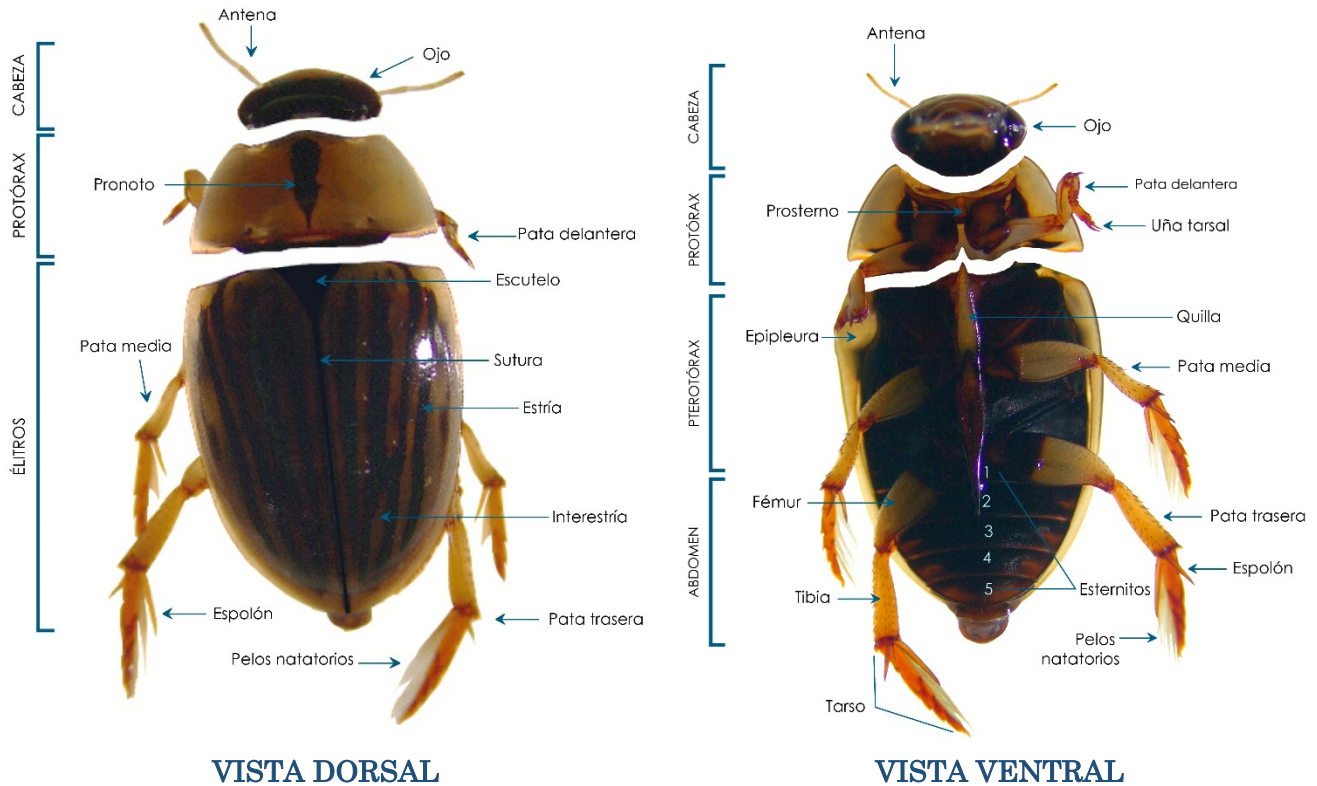 Antena
Ojo
CABEZA
PROTÓRAX
Pronoto
Pata delantera
Escutelo
Pata media
Sutura
Estría
ÉLITROS
Interestría
Espolón
Pata trasera
Pelos natatorios
VISTA DORSAL
Antena
CABEZA
Ojo
Pata delantera
Prosterno
Uña tarsal
PROTÓRAX
Quilla
Epipleura
Pata media
PTEROTÓRAX
1
2
Fémur
Pata trasera
3
4
ABDOMEN
Espolón
5
Esternitos
Tibia
Pelos
natatorios
Tarso
VISTA VENTRAL